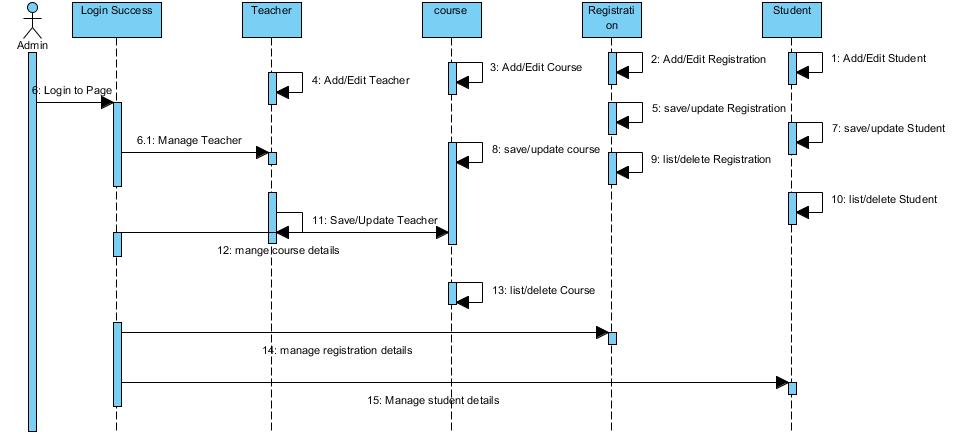 Login Success
Teacher
course
Registrati
on
Student
Admin
2: Add/Edit Registration
1: Add/Edit Student
3: Add/Edit Course
4: Add/Edit Teacher
6: Login to Page
5: save/update Registration
7: save/update Student
6.1: Manage Teacher
8: save/update course
9: list/delete Registration
10: list/delete Student
11: Save/Update Teacher
12: mange course details
13: list/delete Course
14: manage registration details
15: Manage student details